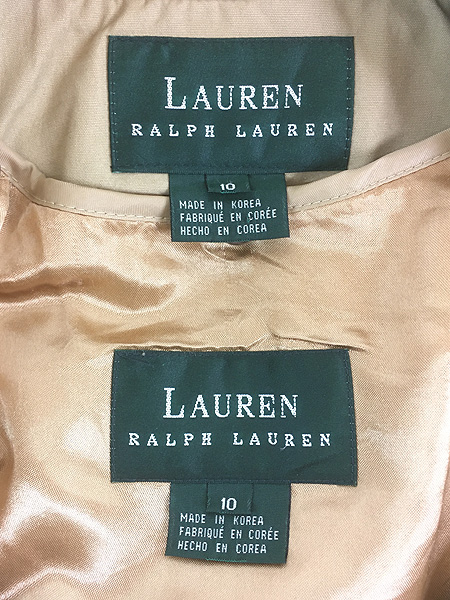 LAUREN
RALPH LAUREN
10
MADE IN KOREA
FABRIQUÉ EN CORÉE
HECHO EN COREA
LAUREN
RALPH LAUREN
10
MADE IN KOREA
FABRIQUÉ EN CORÉE
HECHO EN COREA